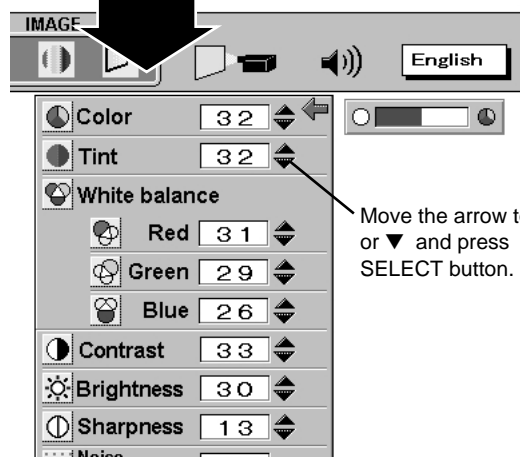 IMAGE
English
Color 32
Tint 32
White balance
Red 31
Green 29
Blue 26
Contrast 33
Brightness 30
Sharpness 13
Noise
Move the arrow to
or ▼ and press
SELECT button.